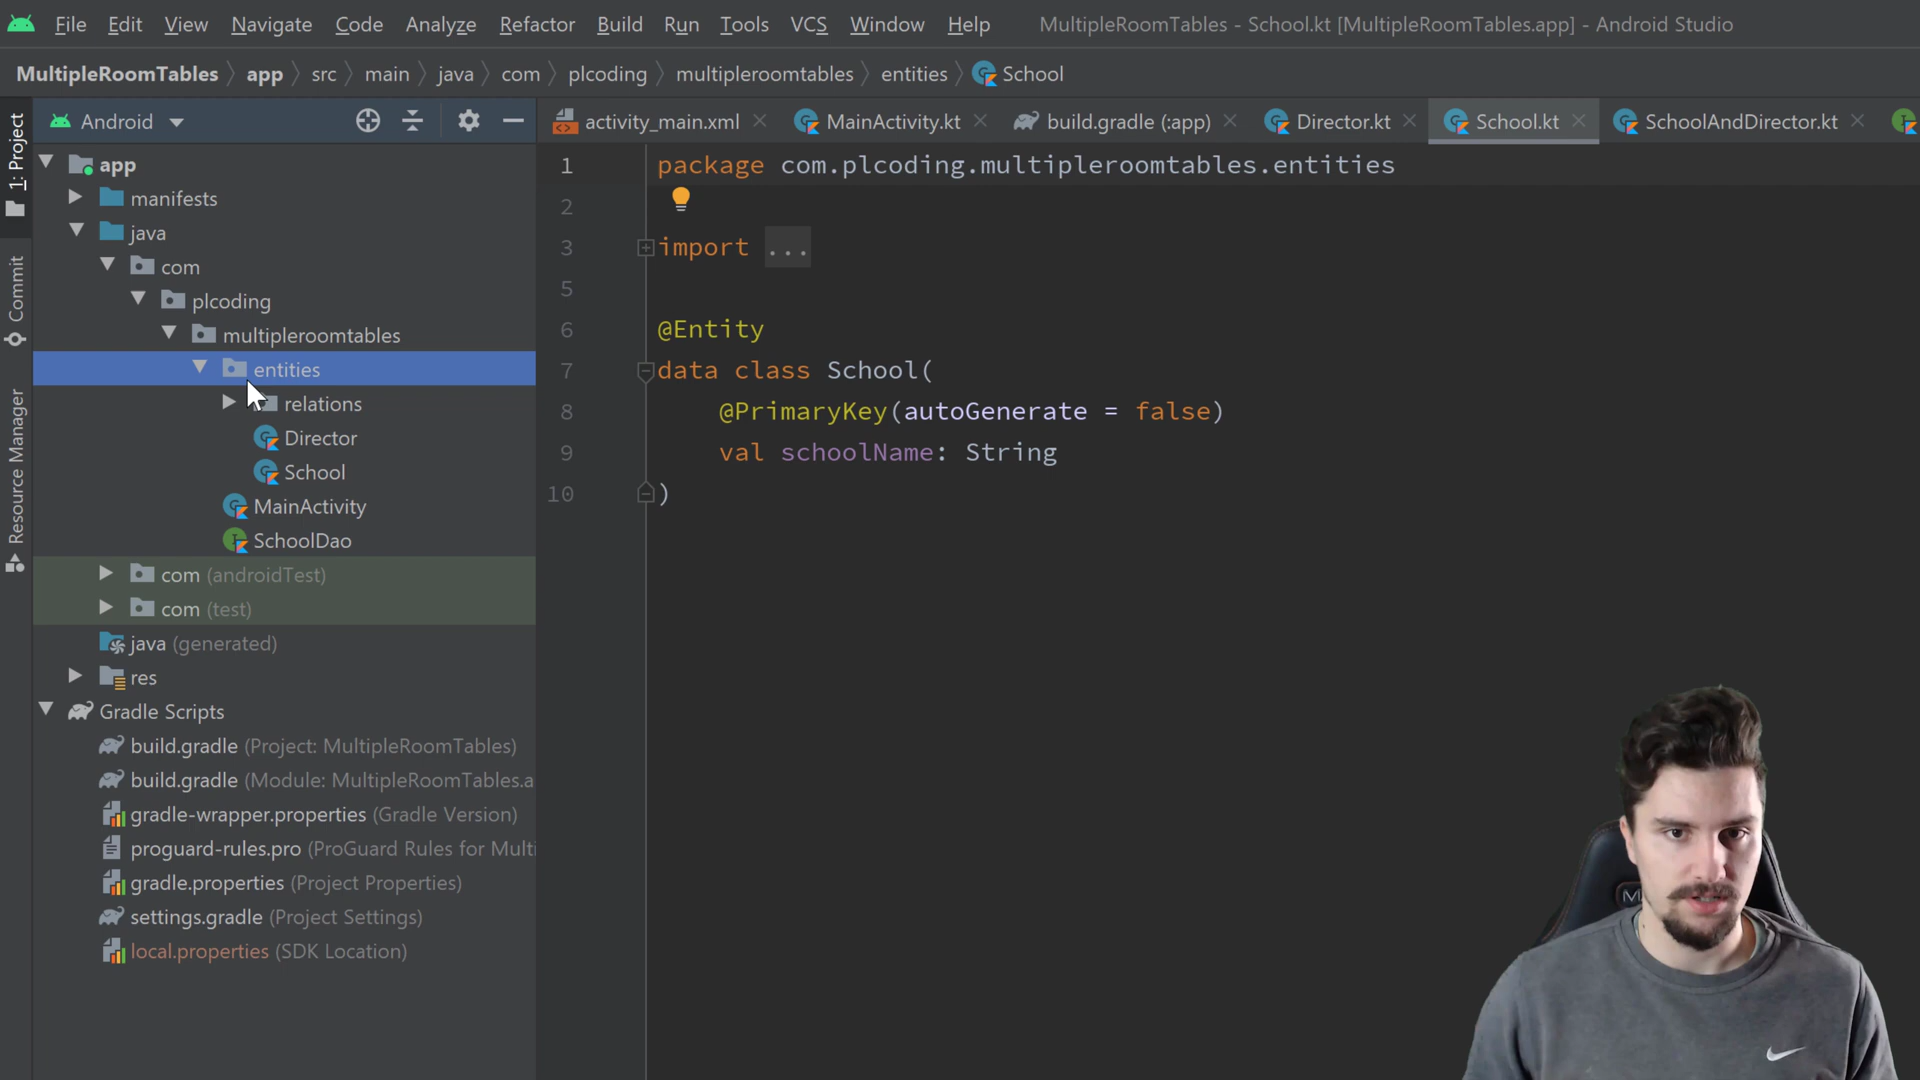 File Edit View Navigate Code Analyze Refactor Build Run Tools VCS Window Help MultipleRoomTables - School.kt [MultipleRoomTables.app] - Android Studio
MultipleRoomTables app src main java com plcoding multipleroomtables entities School
Android
activity_main.xml MainActivity.kt build.gradle (:app) Director.kt School.kt SchoolAndDirector.kt
1: Project
Commit
Resource Manager
app
manifests
java
com
plcoding
multipleroomtables
entities
relations
Director
School
MainActivity
SchoolDao
com (androidTest)
com (test)
java (generated)
res
Gradle Scripts
build.gradle (Project: MultipleRoomTables)
build.gradle (Module: MultipleRoomTables.a
gradle-wrapper.properties (Gradle Version)
proguard-rules.pro (ProGuard Rules for Multi
gradle.properties (Project Properties)
settings.gradle (Project Settings)
local.properties (SDK Location)
1 package com.plcoding.multipleroomtables.entities
2
3 import ...
5
6 @Entity
7 data class School(
8 @PrimaryKey(autoGenerate = false)
9 val schoolName: String
10 )